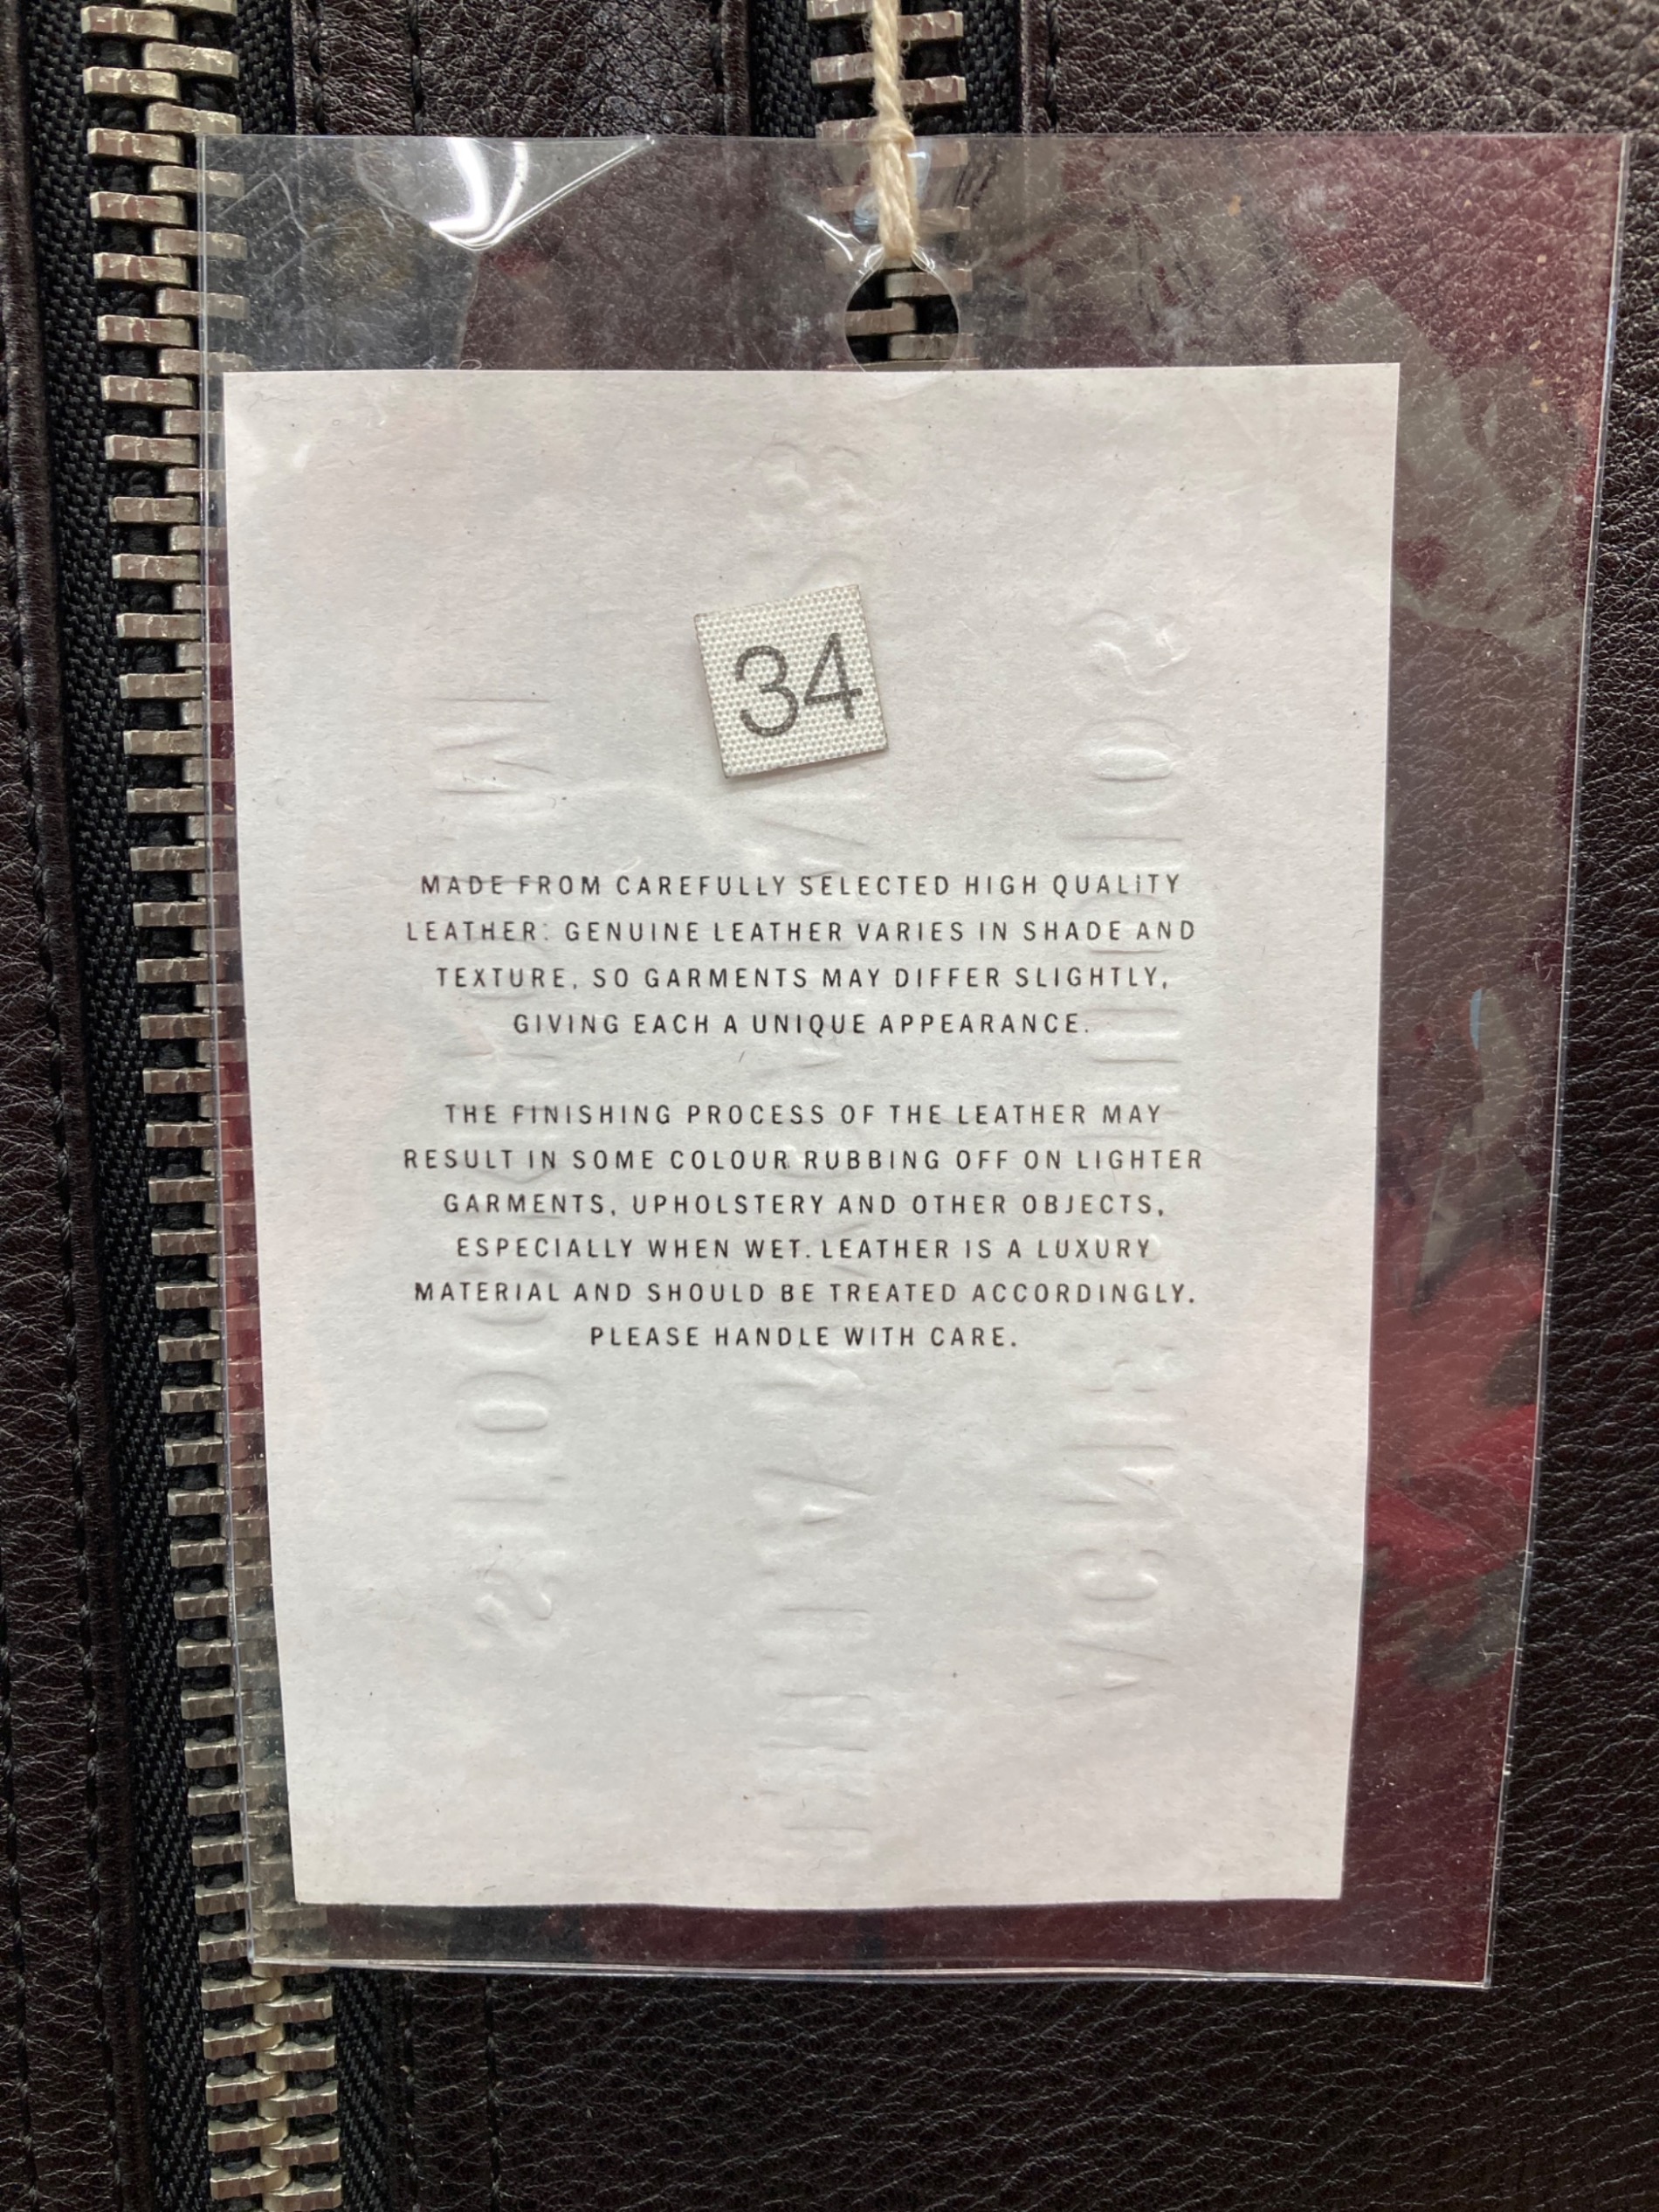 34
MADE FROM CAREFULLY SELECTED HIGH QUALITY
LEATHER: GENUINE LEATHER VARIES IN SHADE AND
TEXTURE, SO GARMENTS MAY DIFFER SLIGHTLY,
GIVING EACH A UNIQUE APPEARANCE.
THE FINISHING PROCESS OF THE LEATHER MAY
RESULT IN SOME COLOUR RUBBING OFF ON LIGHTER
GARMENTS, UPHOLSTERY AND OTHER OBJECTS,
ESPECIALLY WHEN WET. LEATHER IS A LUXURY
MATERIAL AND SHOULD BE TREATED ACCORDINGLY.
PLEASE HANDLE WITH CARE.